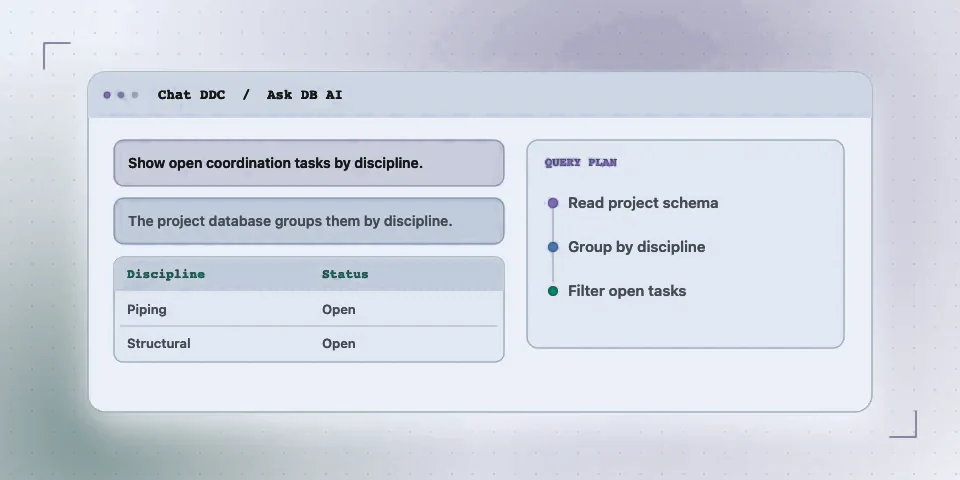 Chat DDC / Ask DB AI
Show open coordination tasks by discipline.
The project database groups them by discipline.
Discipline Status
Piping Open
Structural Open
QUERY PLAN
Read project schema
Group by discipline
Filter open tasks